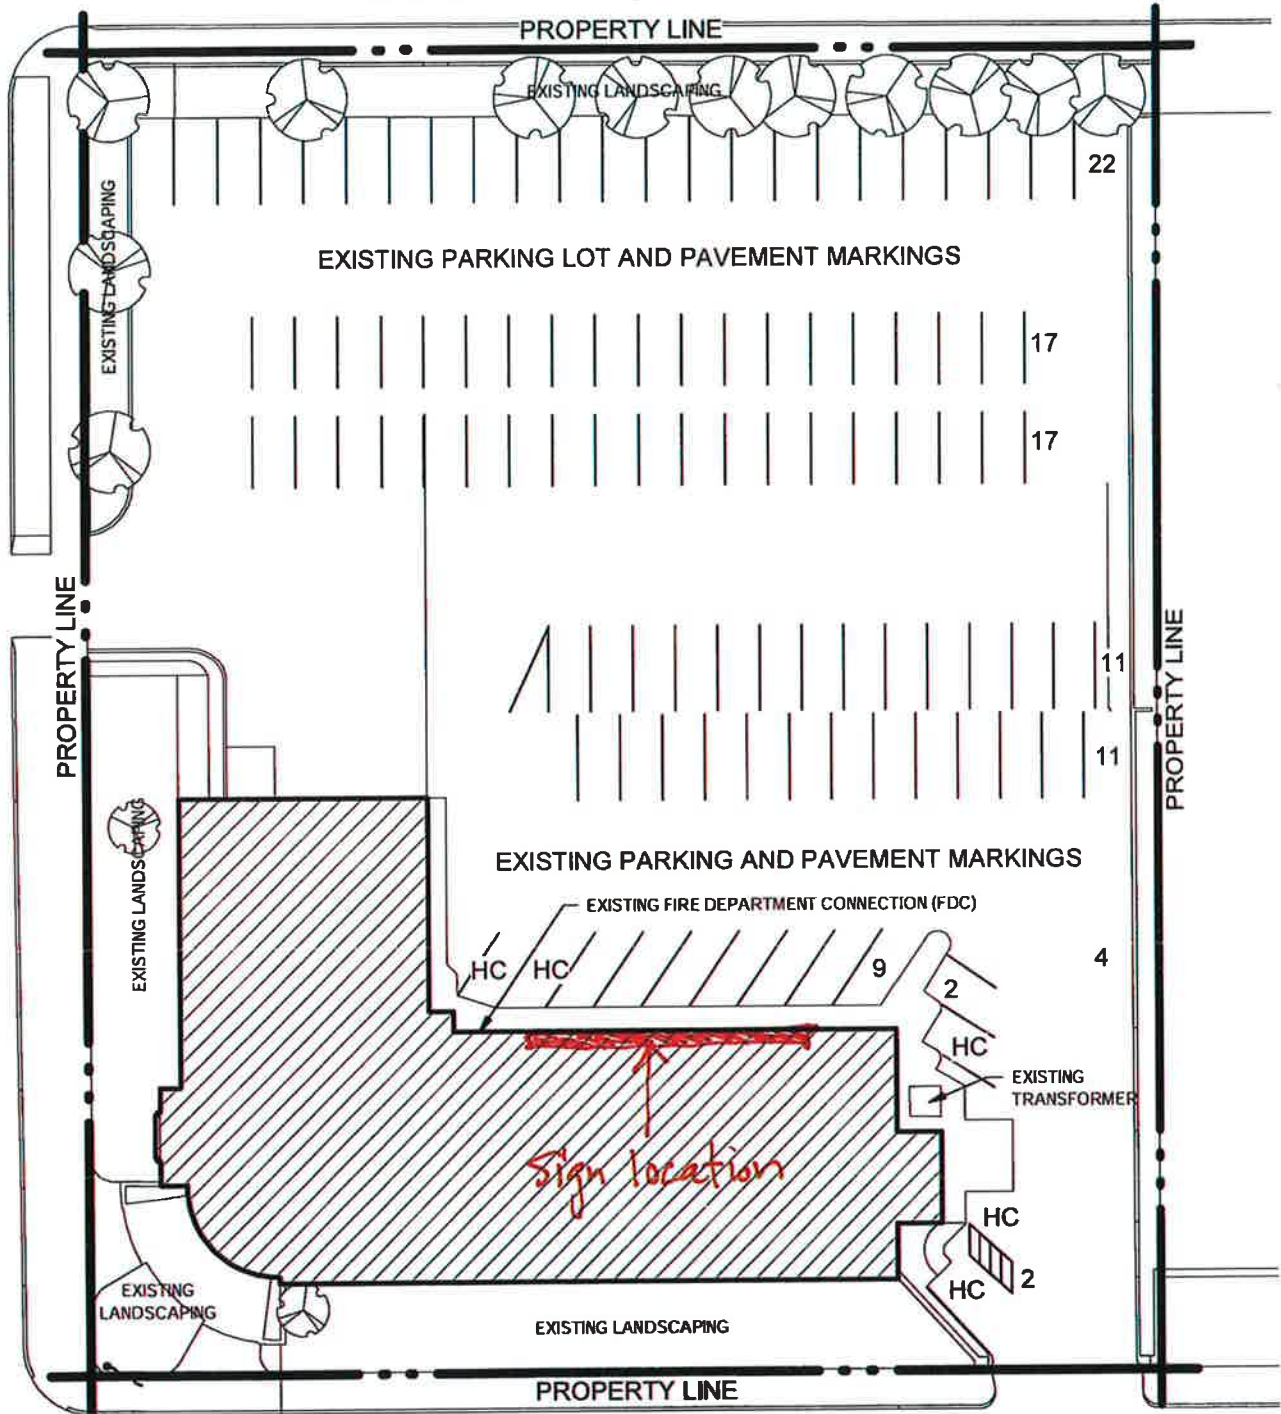 PROPERTY LINE
EXISTING LANDSCAPING
22
EXISTING LANDSCAPING
EXISTING PARKING LOT AND PAVEMENT MARKINGS
17
17
PROPERTY LINE
11
PROPERTY LINE
11
EXISTING LANDSCAPING
EXISTING PARKING AND PAVEMENT MARKINGS
EXISTING FIRE DEPARTMENT CONNECTION (FDC)
HC
HC
9
2
4
HC
EXISTING
TRANSFORMER
Sign location
HC
HC
2
EXISTING
LANDSCAPING
EXISTING LANDSCAPING
PROPERTY LINE